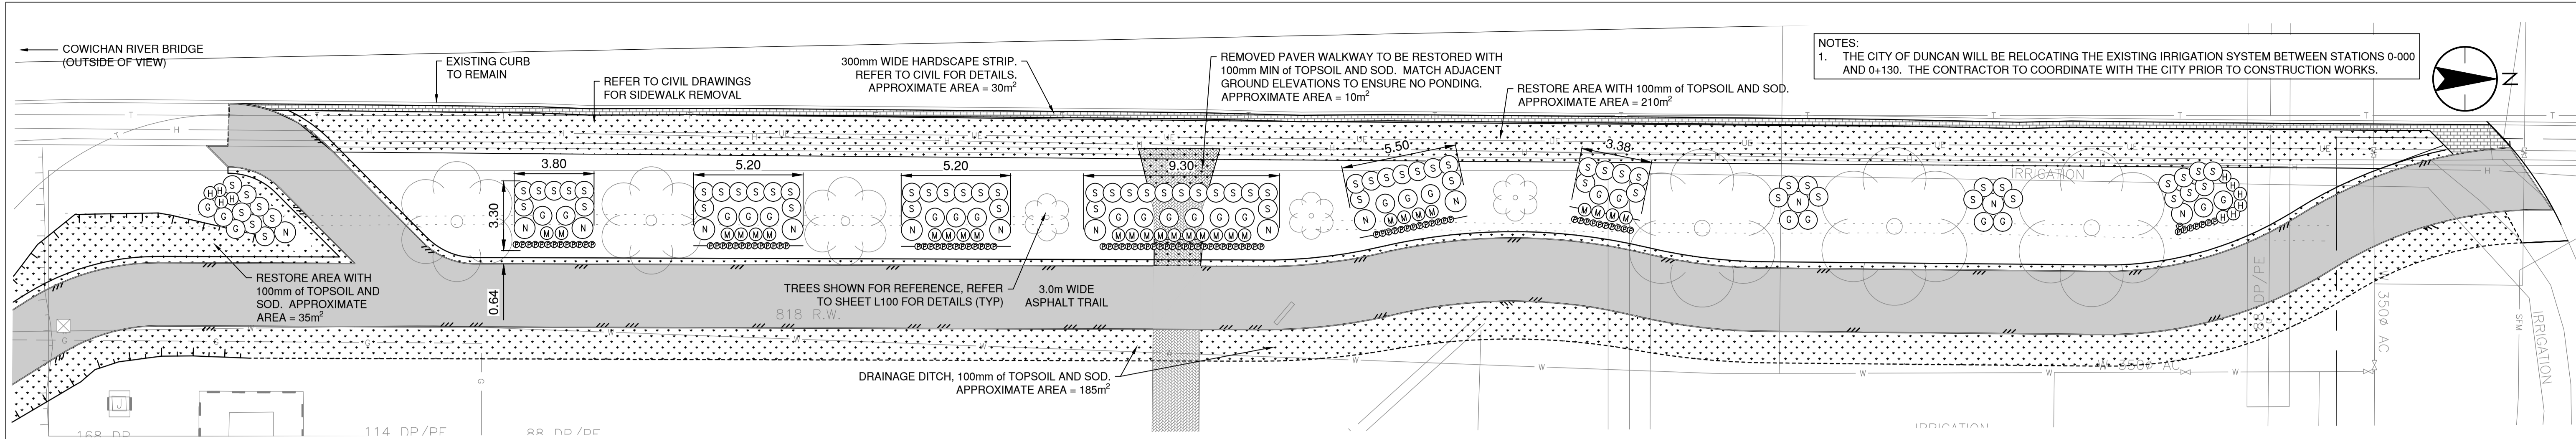 COWICHAN RIVER BRIDGE
(OUTSIDE OF VIEW)
EXISTING CURB
TO REMAIN
REFER TO CIVIL DRAWINGS
FOR SIDEWALK REMOVAL
300mm WIDE HARDSCAPE STRIP.
REFER TO CIVIL FOR DETAILS.
APPROXIMATE AREA = 30m²
REMOVED PAVER WALKWAY TO BE RESTORED WITH
100mm MIN of TOPSOIL AND SOD. MATCH ADJACENT
GROUND ELEVATIONS TO ENSURE NO PONDING.
APPROXIMATE AREA = 10m²
RESTORE AREA WITH 100mm of TOPSOIL AND SOD.
APPROXIMATE AREA = 210m²
NOTES:
1. THE CITY OF DUNCAN WILL BE RELOCATING THE EXISTING IRRIGATION SYSTEM BETWEEN STATIONS 0-000
AND 0+130. THE CONTRACTOR TO COORDINATE WITH THE CITY PRIOR TO CONSTRUCTION WORKS.
N
3.80
5.20
5.20
9.30
5.50
3.38
3.30
0.64
IRRIGATION
RESTORE AREA WITH
100mm of TOPSOIL AND
SOD. APPROXIMATE
AREA = 35m²
TREES SHOWN FOR REFERENCE, REFER
TO SHEET L100 FOR DETAILS (TYP)
3.0m WIDE
ASPHALT TRAIL
818 R.W.
DRAINAGE DITCH, 100mm of TOPSOIL AND SOD.
APPROXIMATE AREA = 185m²
W 350Ø AC
350Ø AC
SPM
IRRIGATION
J
168 DP
114 DP/PE
88 DP/PE
IRRIGATION